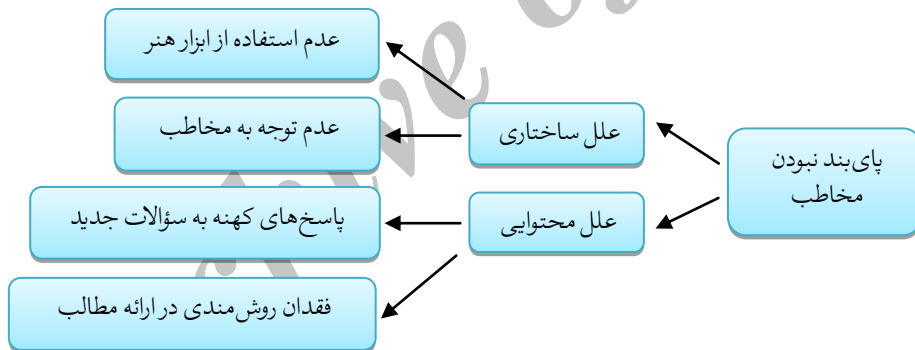 پای‌بند نبودن
مخاطب
علل ساختاری
عدم استفاده از ابزار هنر
عدم توجه به مخاطب
علل محتوایی
پاسخ‌های کهنه به سؤالات جدید
فقدان روش‌مندی در ارائه مطالب